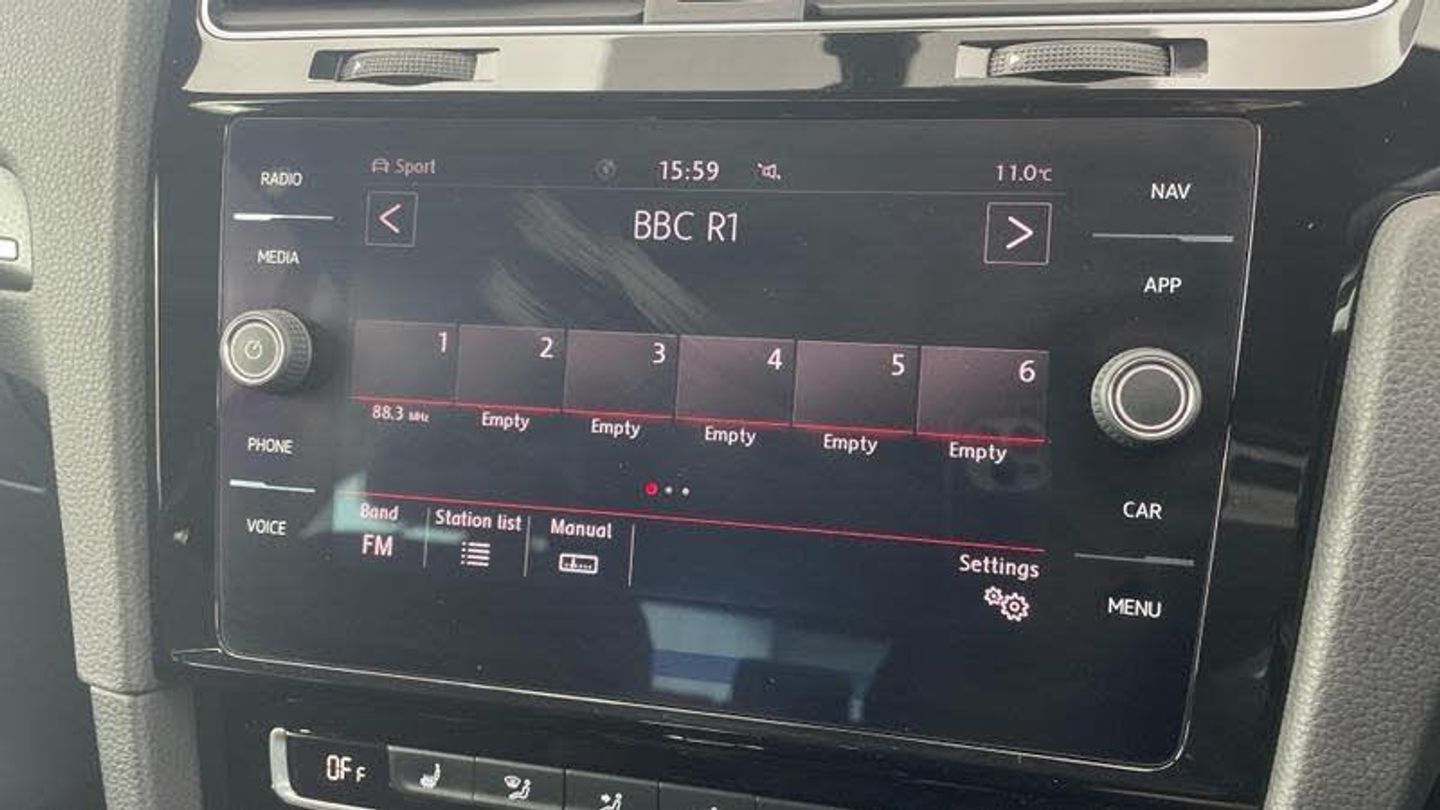 RADIO
MEDIA
PHONE
VOICE
Sport
15:59
11.0°C
BBC R1
1
2
3
4
5
6
88.3 MHz
Empty
Empty
Empty
Empty
Empty
Band
FM
Station list
Manual
Settings
NAV
APP
CAR
MENU
OFF